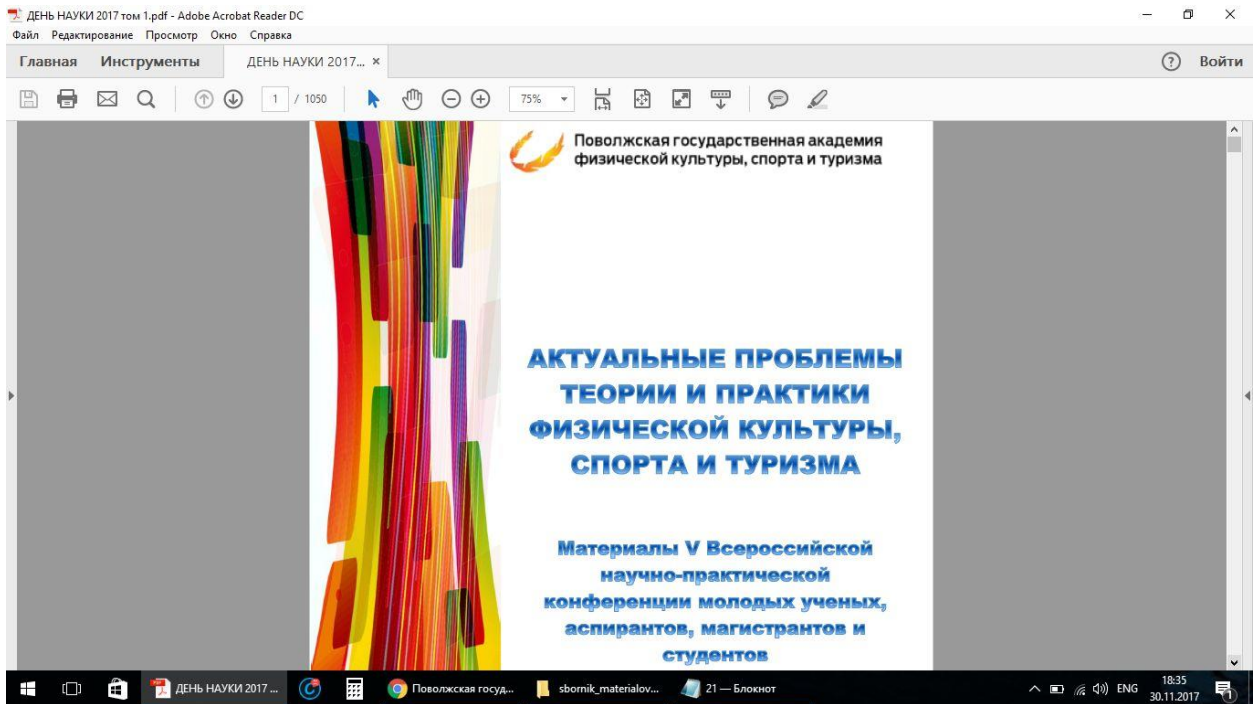 ДЕНЬ НАУКИ 2017 том 1.pdf - Adobe Acrobat Reader DC
Файл Редактирование Просмотр Окно Справка
Главная Инструменты ДЕНЬ НАУКИ 2017... × ? Войти
1 / 1050 75%
Поволжская государственная академия
физической культуры, спорта и туризма
АКТУАЛЬНЫЕ ПРОБЛЕМЫ
ТЕОРИИ И ПРАКТИКИ
ФИЗИЧЕСКОЙ КУЛЬТУРЫ,
СПОРТА И ТУРИЗМА
Материалы V Всероссийской
научно-практической
конференции молодых ученых,
аспирантов, магистрантов и
студентов
ДЕНЬ НАУКИ 2017 ... Поволжская госуд... sbornik_materialov... 21 — Блокнот ENG 18:35
30.11.2017 1